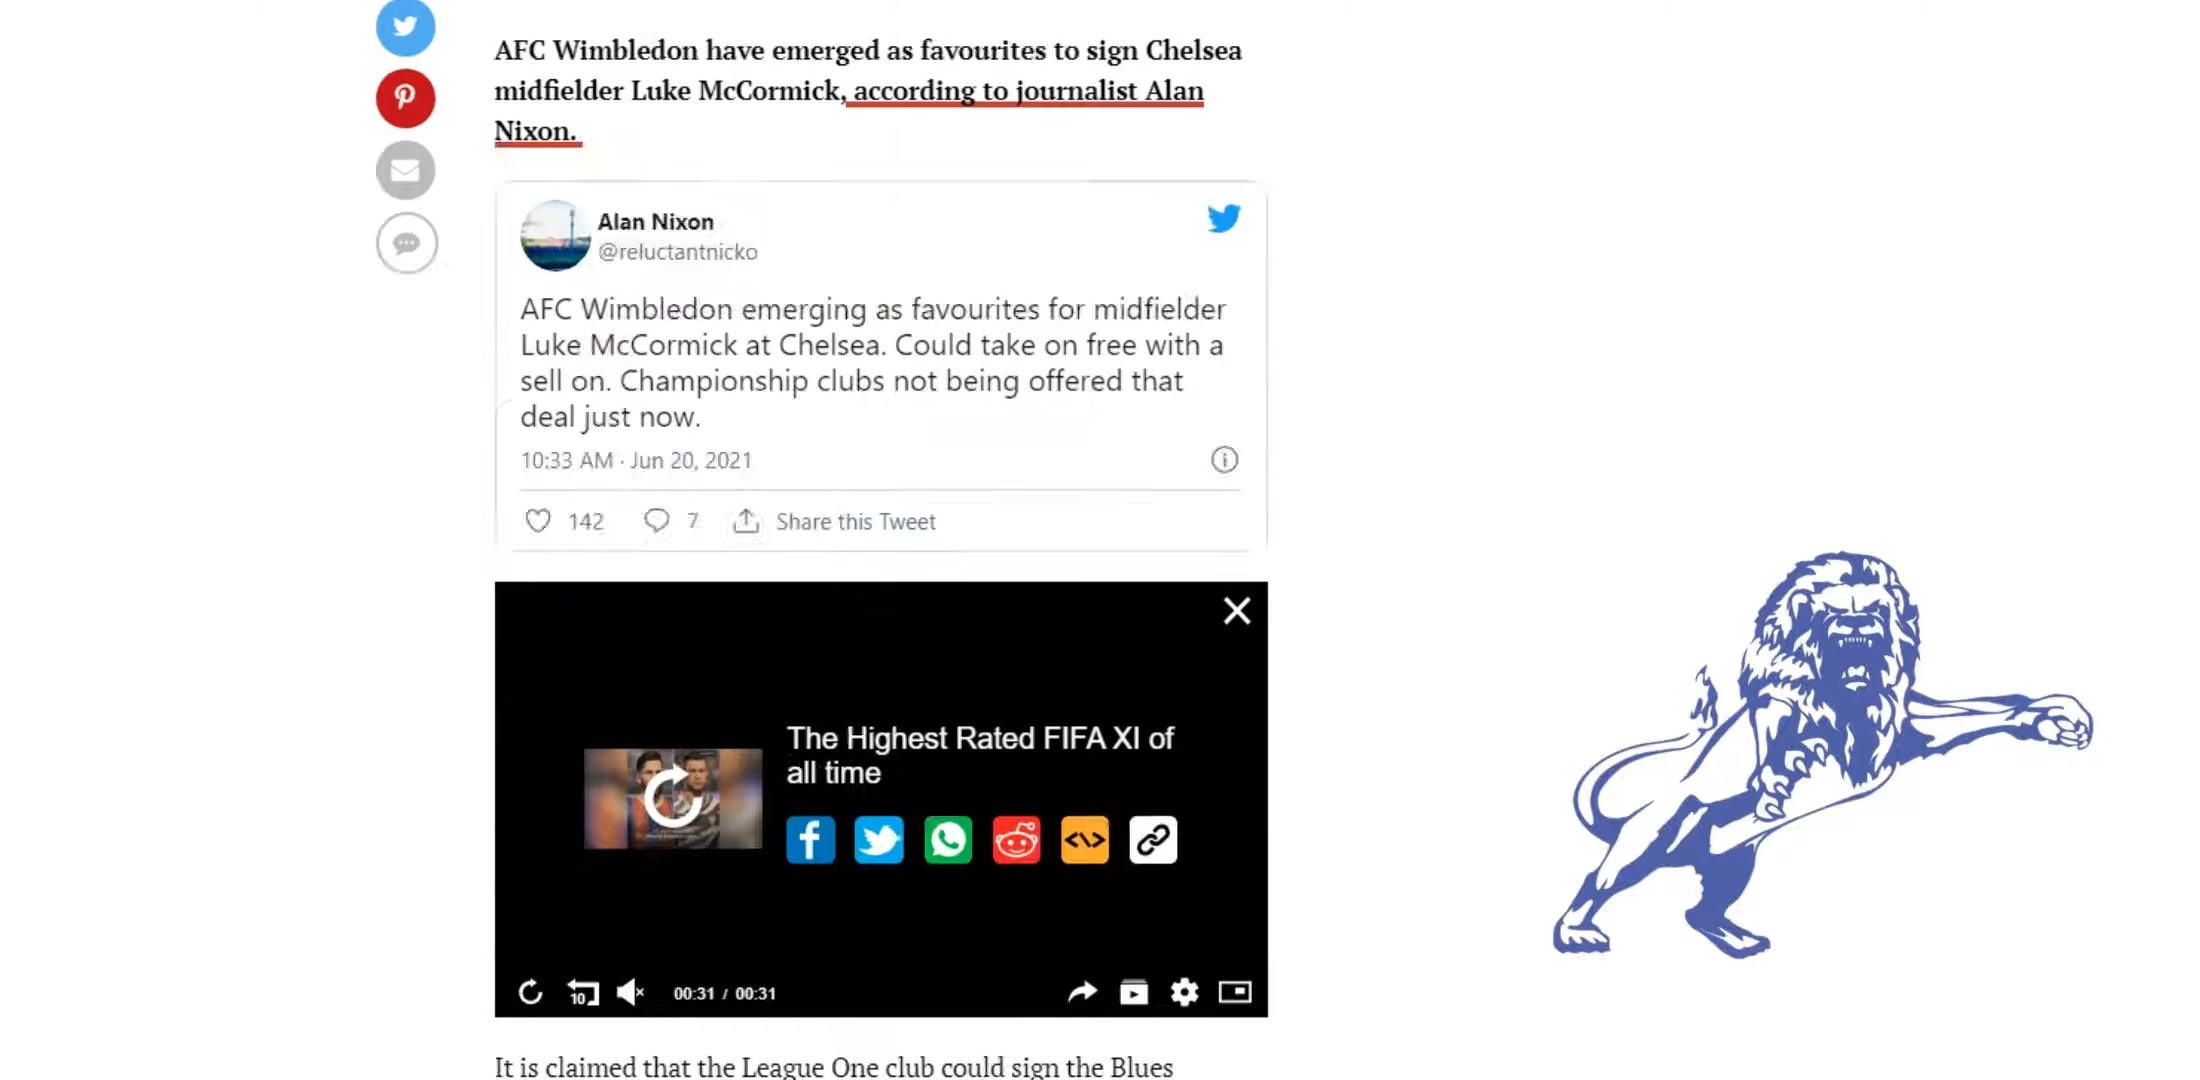 AFC Wimbledon have emerged as favourites to sign Chelsea
midfielder Luke McCormick, according to journalist Alan
Nixon.
Alan Nixon
@reluctantnicko
AFC Wimbledon emerging as favourites for midfielder
Luke McCormick at Chelsea. Could take on free with a
sell on. Championship clubs not being offered that
deal just now.
10:33 AM · Jun 20, 2021
142 7 Share this Tweet
The Highest Rated FIFA XI of
all time
10 00:31 / 00:31
It is claimed that the League One club could sign the Blues